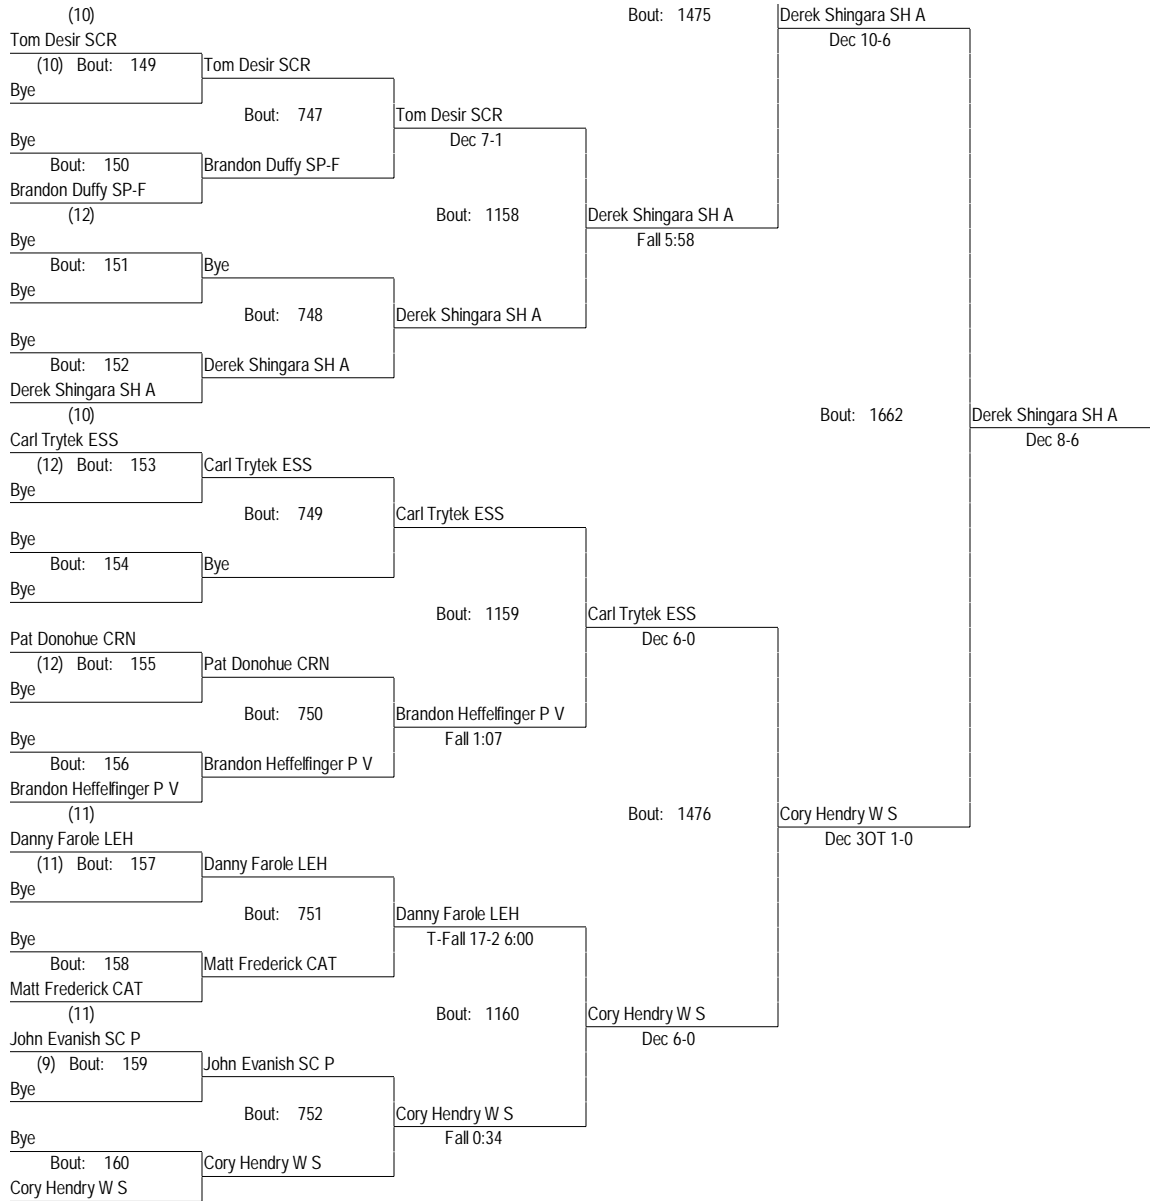 (10)
Bout: 1475
Derek Shingara SH A
Tom Desir SCR
Dec 10-6
(10) Bout: 149
Tom Desir SCR
Bye
Bout: 747
Tom Desir SCR
Bye
Dec 7-1
Bout: 150
Brandon Duffy SP-F
Brandon Duffy SP-F
(12)
Bout: 1158
Derek Shingara SH A
Bye
Fall 5:58
Bout: 151
Bye
Bye
Bout: 748
Derek Shingara SH A
Bye
Bout: 152
Derek Shingara SH A
Derek Shingara SH A
(10)
Bout: 1662
Derek Shingara SH A
Carl Trytek ESS
Dec 8-6
(12) Bout: 153
Carl Trytek ESS
Bye
Bout: 749
Carl Trytek ESS
Bye
Bout: 154
Bye
Bye
Bout: 1159
Carl Trytek ESS
Pat Donohue CRN
Dec 6-0
(12) Bout: 155
Pat Donohue CRN
Bye
Bout: 750
Brandon Heffelfinger P V
Bye
Fall 1:07
Bout: 156
Brandon Heffelfinger P V
Brandon Heffelfinger P V
(11)
Bout: 1476
Cory Hendry W S
Danny Farole LEH
Dec 3OT 1-0
(11) Bout: 157
Danny Farole LEH
Bye
Bout: 751
Danny Farole LEH
Bye
T-Fall 17-2 6:00
Bout: 158
Matt Frederick CAT
Matt Frederick CAT
(11)
Bout: 1160
Cory Hendry W S
John Evanish SC P
Dec 6-0
(9) Bout: 159
John Evanish SC P
Bye
Bout: 752
Cory Hendry W S
Bye
Fall 0:34
Bout: 160
Cory Hendry W S
Cory Hendry W S